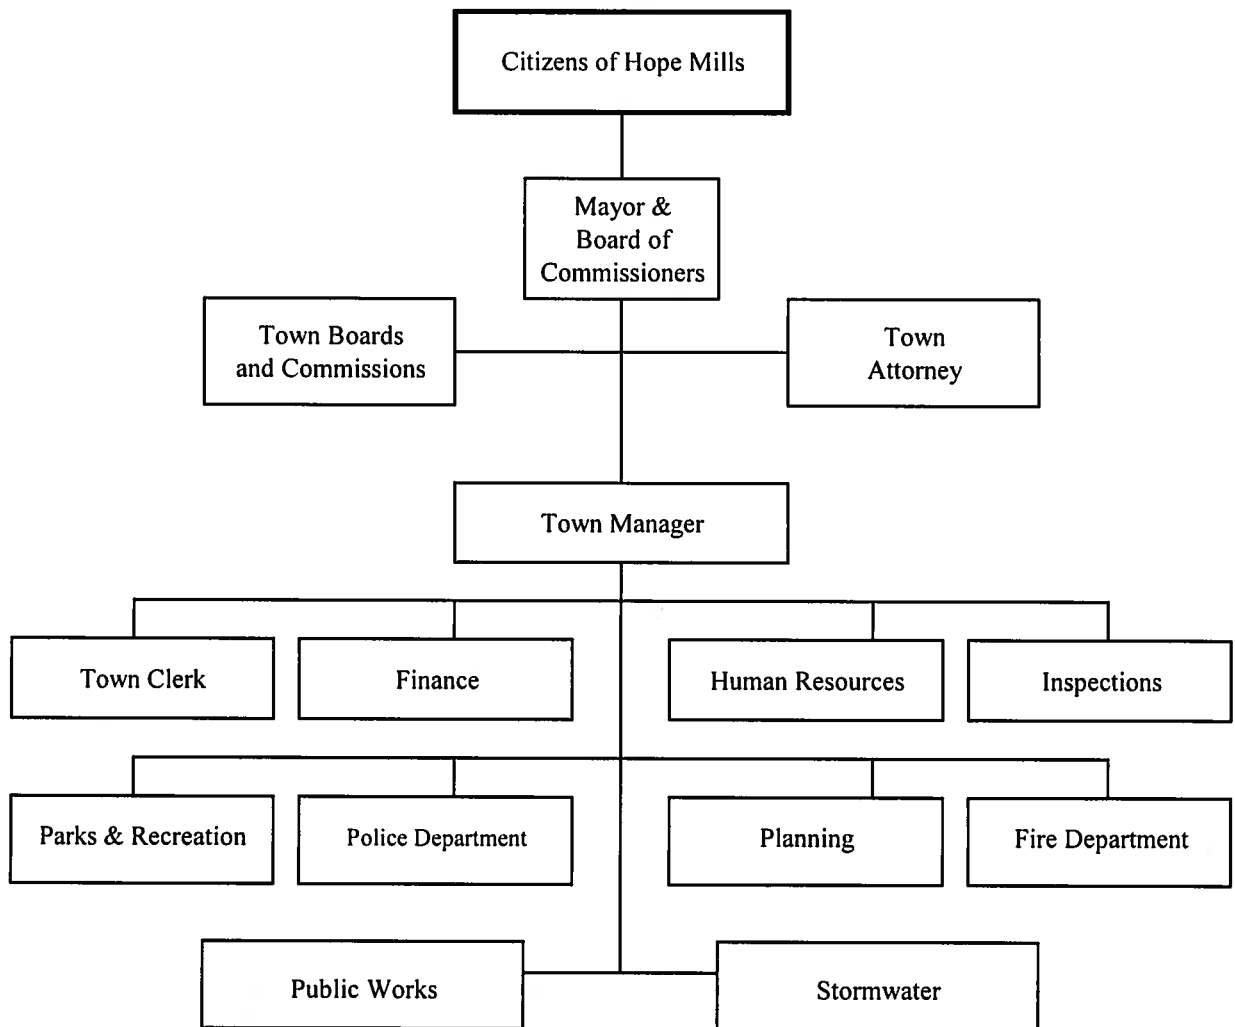 Citizens of Hope Mills
Mayor &
Board of
Commissioners
Town Boards
and Commissions
Town
Attorney
Town Manager
Town Clerk
Finance
Human Resources
Inspections
Parks & Recreation
Police Department
Planning
Fire Department
Public Works
Stormwater